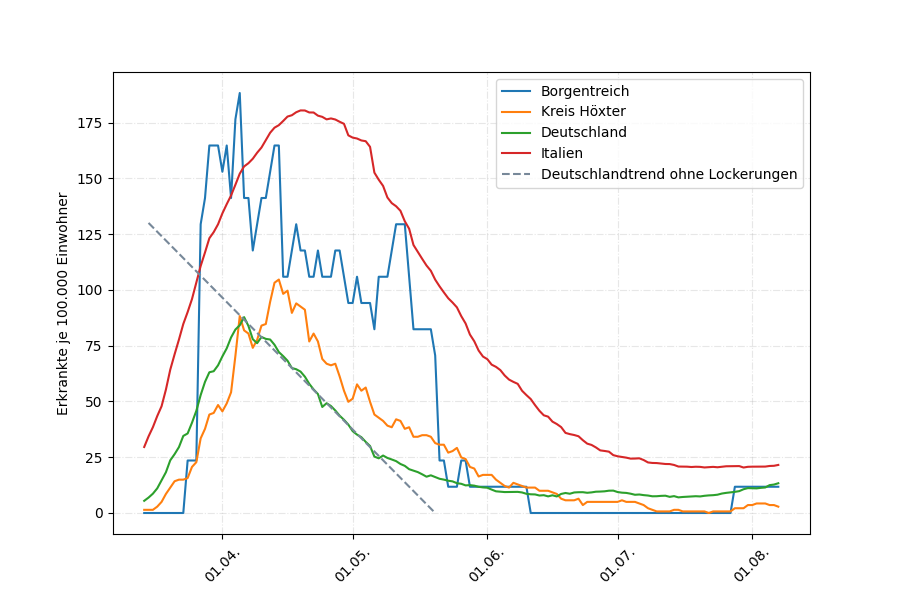 Borgentreich
Kreis Höxter
Deutschland
Italien
Deutschlandtrend ohne Lockerungen
Erkrankte je 100.000 Einwohner
175
150
125
100
75
50
25
0
01.04.
01.05.
01.06.
01.07.
01.08.